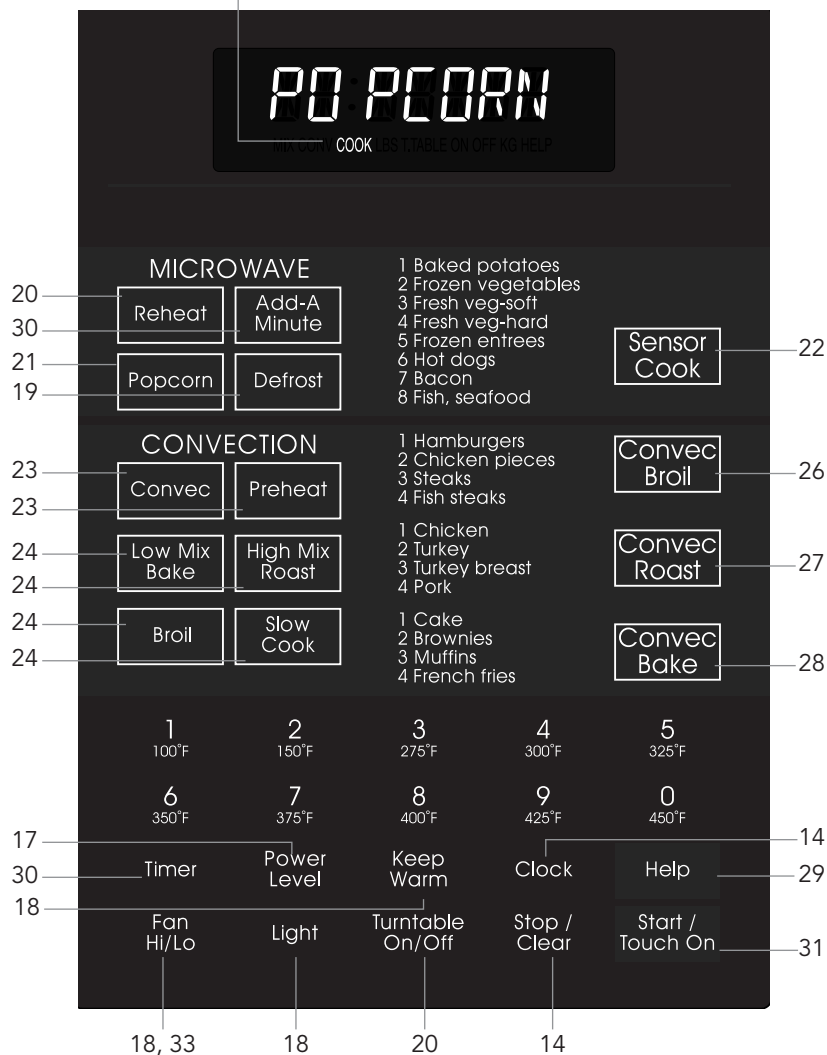 PO PCORN
MIX CONV COOK LBS T.TABLE ON OFF KG HELP
MICROWAVE
20
Reheat
30
Add-A
Minute
21
Popcorn
19
Defrost
1 Baked potatoes
2 Frozen vegetables
3 Fresh veg-soft
4 Fresh veg-hard
5 Frozen entrees
6 Hot dogs
7 Bacon
8 Fish, seafood
Sensor
Cook
22
CONVECTION
23
Convec
23
Preheat
24
Low Mix
Bake
24
High Mix
Roast
24
Broil
24
Slow
Cook
1 Hamburgers
2 Chicken pieces
3 Steaks
4 Fish steaks
Convec
Broil
26
1 Chicken
2 Turkey
3 Turkey breast
4 Pork
Convec
Roast
27
1 Cake
2 Brownies
3 Muffins
4 French fries
Convec
Bake
28
1 2 3 4 5
100°F 150°F 275°F 300°F 325°F
6 7 8 9 0
350°F 375°F 400°F 425°F 450°F
17
14
30
Timer
Power
Level
Keep
Warm
Clock
Help
29
18
Fan
Hi/Lo
Light
Turntable
On/Off
Stop /
Clear
Start /
Touch On
31
18, 33 18 20 14